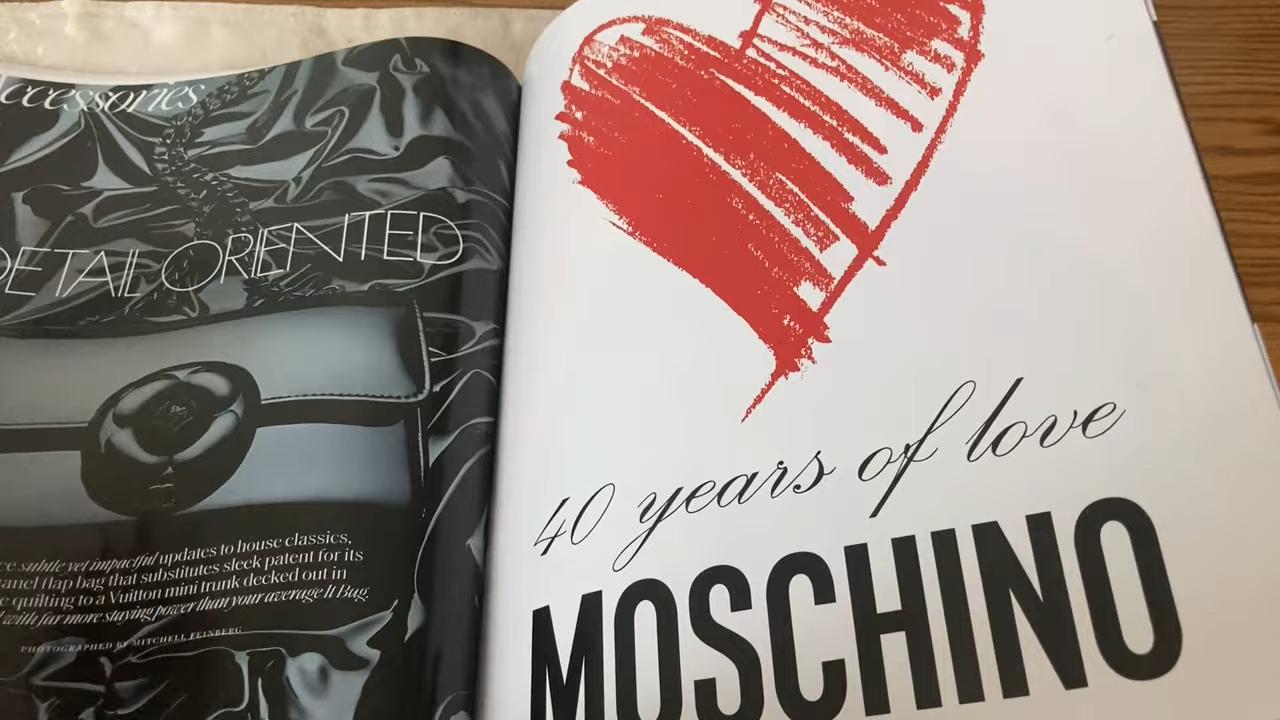 ccessories
DETAIL ORIENTED
ce subtle yet impactful updates to house classics,
anel flap bag that substitutes sleek patent for its
c quilting to a Vuitton mini trunk decked out in
d with far more staying power than your average It Bag.
PHOTOGRAPHED BY MITCHELL FEINBERG
40 years of love
MOSCHINO